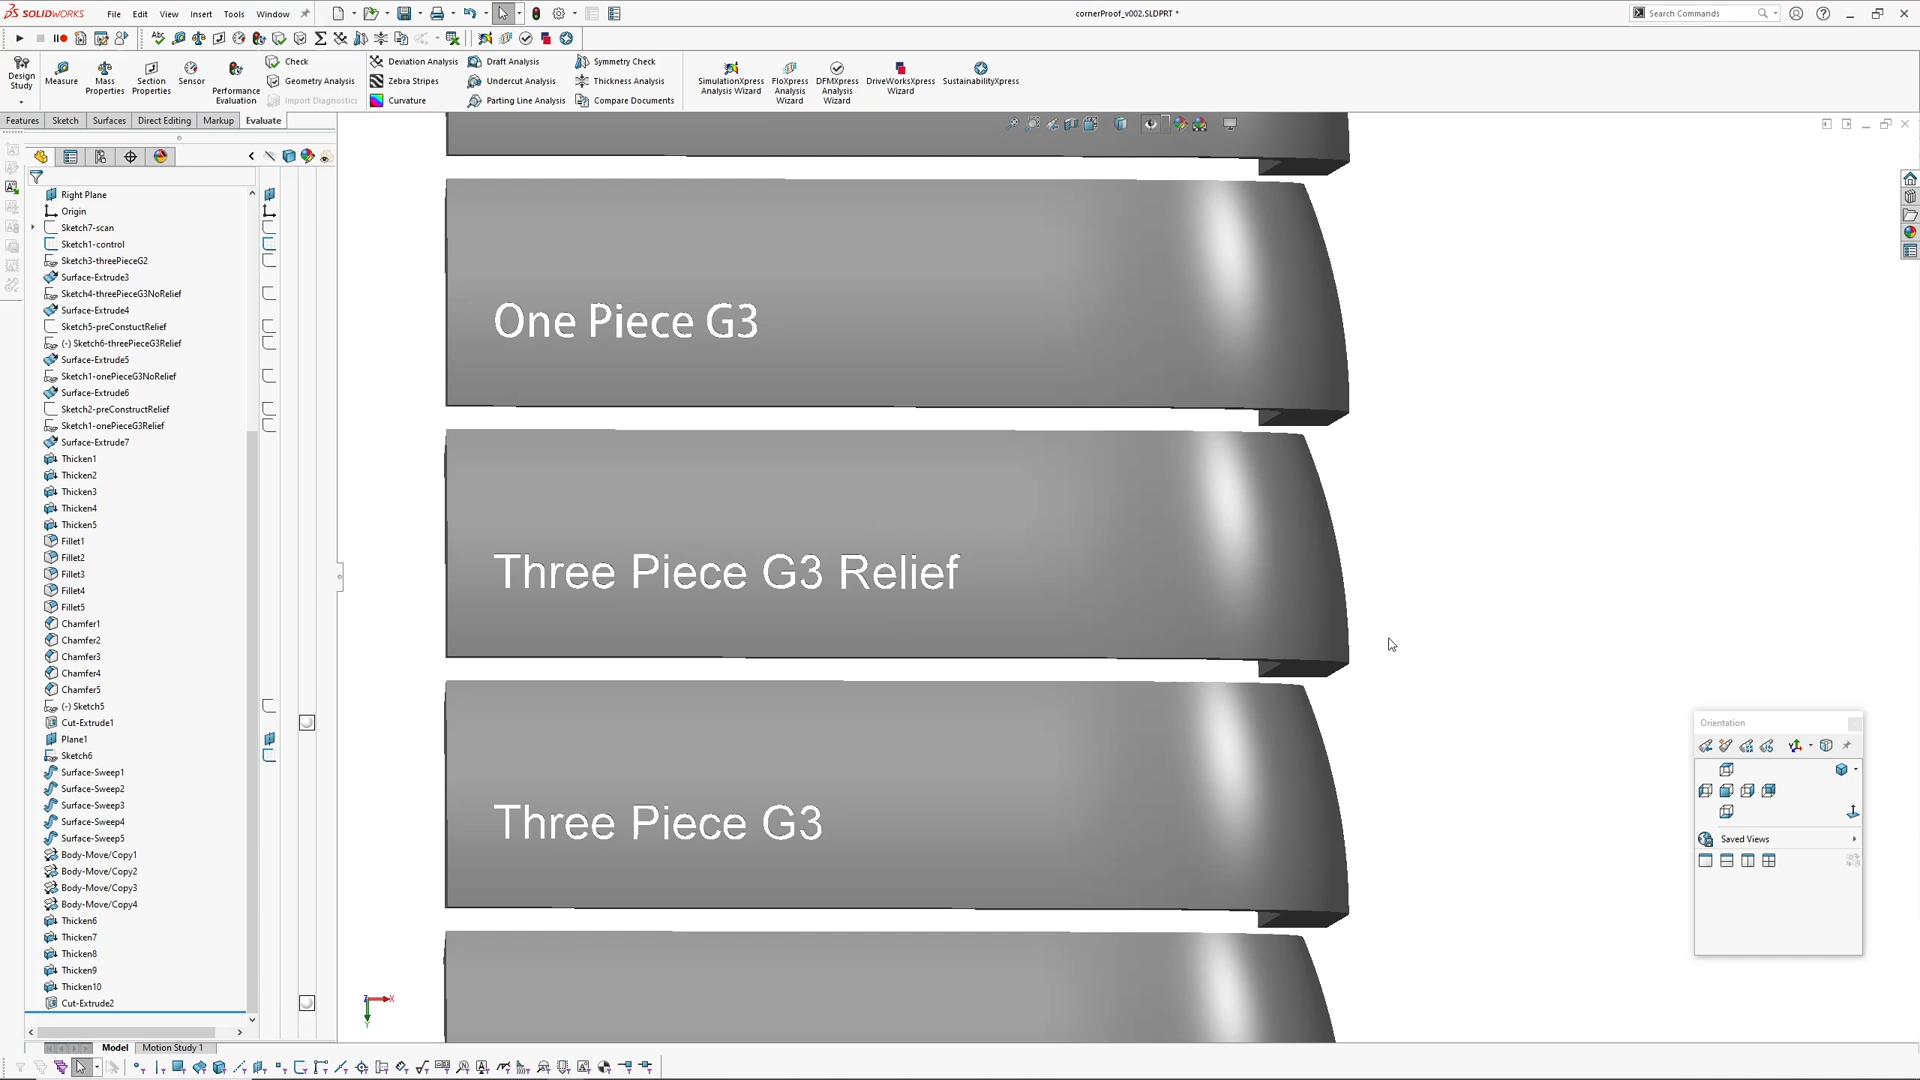 SOLIDWORKS
File
Edit
View
Insert
Tools
Window
cornerProof_v002.SLDPRT *
Search Commands
Design
Study
Measure
Mass
Properties
Section
Properties
Sensor
Performance
Evaluation
Check
Geometry Analysis
Import Diagnostics
Deviation Analysis
Zebra Stripes
Curvature
Draft Analysis
Undercut Analysis
Parting Line Analysis
Symmetry Check
Thickness Analysis
Compare Documents
SimulationXpress
Analysis Wizard
FloXpress
Analysis
Wizard
DFMXpress
Analysis
Wizard
DriveWorksXpress
Wizard
SustainabilityXpress
Features
Sketch
Surfaces
Direct Editing
Markup
Evaluate
Right Plane
Origin
Sketch7-scan
Sketch1-control
Sketch3-threePieceG2
Surface-Extrude3
Sketch4-threePieceG3NoRelief
Surface-Extrude4
Sketch5-preConstuctRelief
(-) Sketch6-threePieceG3Relief
Surface-Extrude5
Sketch1-onePieceG3NoRelief
Surface-Extrude6
Sketch2-preConstructRelief
Sketch1-onePieceG3Relief
Surface-Extrude7
Thicken1
Thicken2
Thicken3
Thicken4
Thicken5
Fillet1
Fillet2
Fillet3
Fillet4
Fillet5
Chamfer1
Chamfer2
Chamfer3
Chamfer4
Chamfer5
(-) Sketch5
Cut-Extrude1
Plane1
Sketch6
Surface-Sweep1
Surface-Sweep2
Surface-Sweep3
Surface-Sweep4
Surface-Sweep5
Body-Move/Copy1
Body-Move/Copy2
Body-Move/Copy3
Body-Move/Copy4
Thicken6
Thicken7
Thicken8
Thicken9
Thicken10
Cut-Extrude2
One Piece G3
Three Piece G3 Relief
Three Piece G3
Orientation
Saved Views
X
Y
Z
Model
Motion Study 1